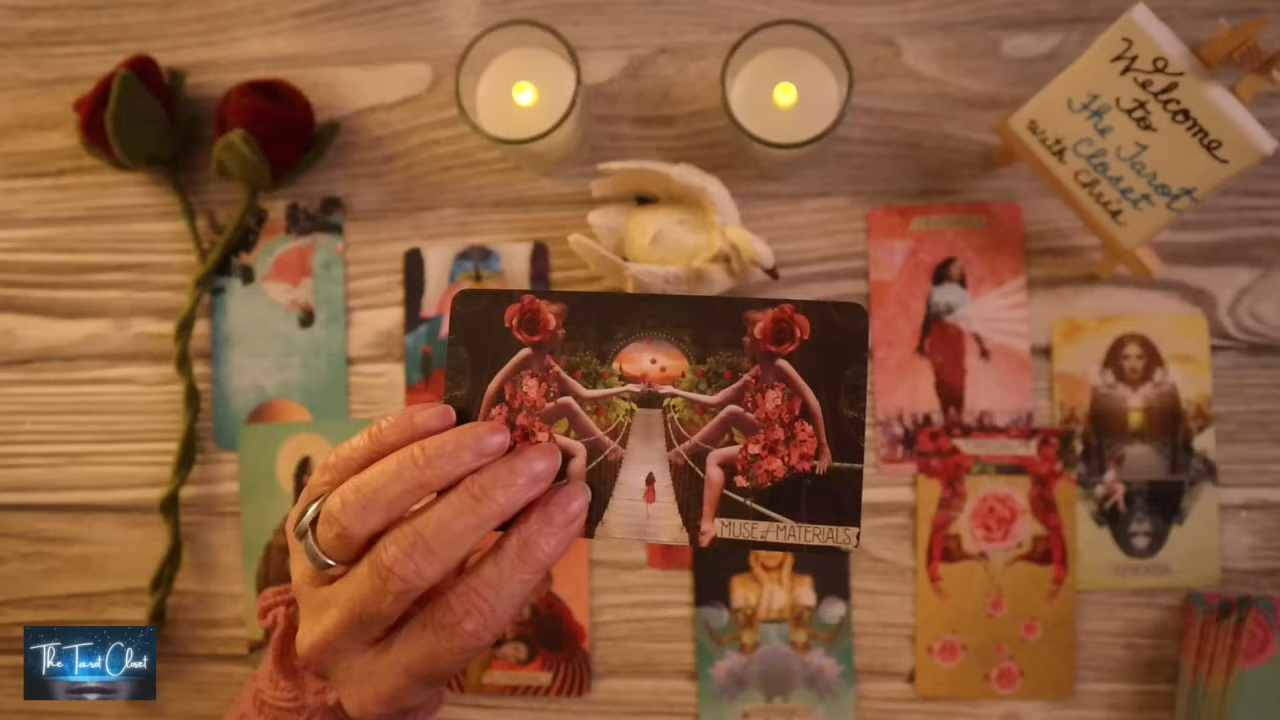 Welcome
to
The Tarot
Closet
with Chris
MUSE of MATERIALS
The Tarot Closet